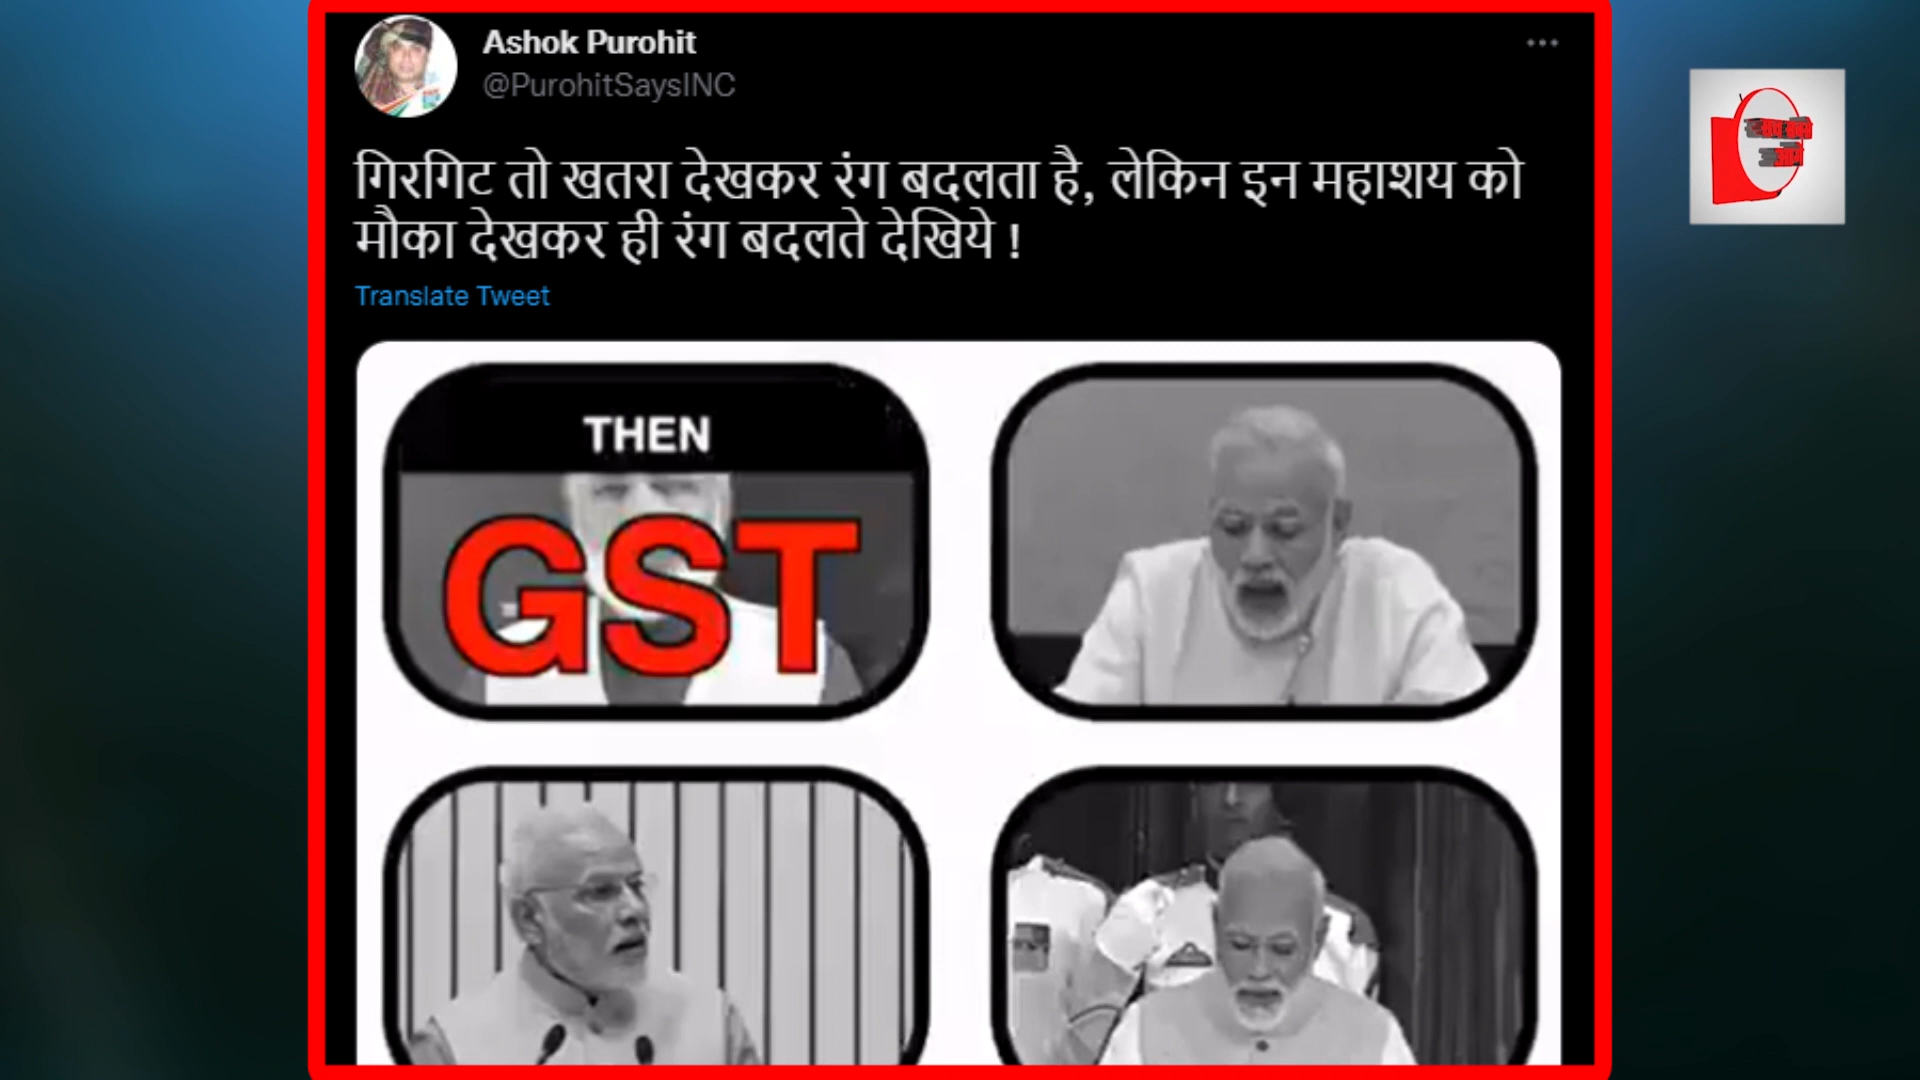 Ashok Purohit
@PurohitSaysINC
गिरगिट तो खतरा देखकर रंग बदलता है, लेकिन इन महाशय को
मौका देखकर ही रंग बदलते देखिये !
Translate Tweet
THEN
GST